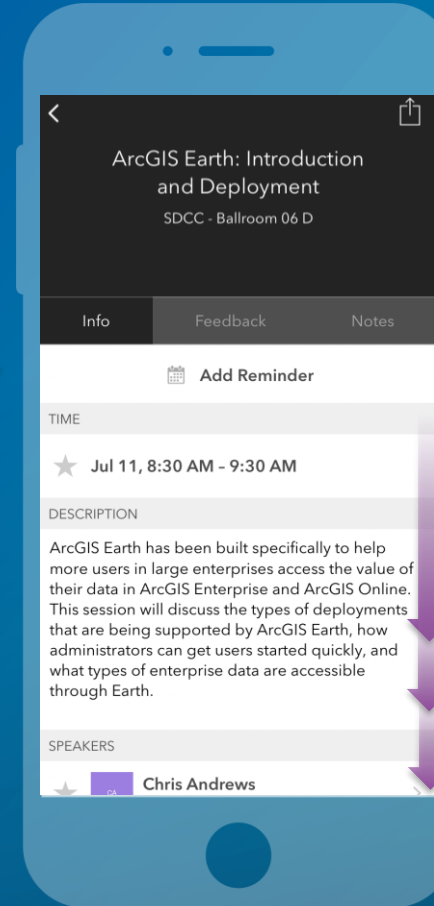 ArcGIS Earth: Introduction
and Deployment
SDCC - Ballroom 06 D
Info Feedback Notes
Add Reminder
TIME
Jul 11, 8:30 AM – 9:30 AM
DESCRIPTION
ArcGIS Earth has been built specifically to help
more users in large enterprises access the value of
their data in ArcGIS Enterprise and ArcGIS Online.
This session will discuss the types of deployments
that are being supported by ArcGIS Earth, how
administrators can get users started quickly, and
what types of enterprise data are accessible
through Earth.
SPEAKERS
CA Chris Andrews